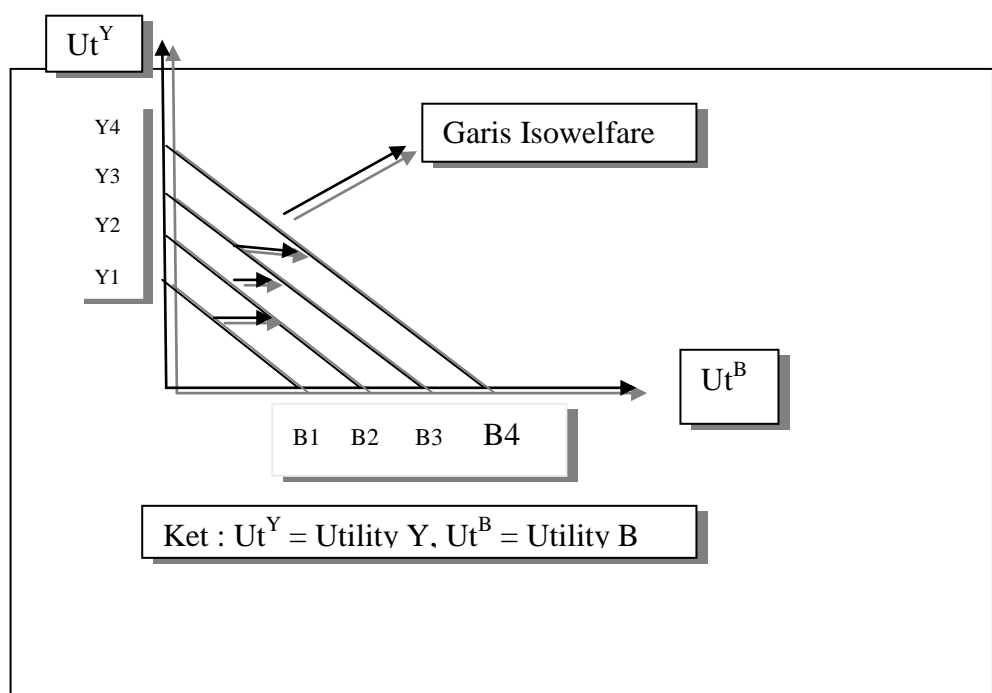 Ut^Y
Garis Isowelfare
Y4
Y3
Y2
Y1
Ut^B
B1 B2 B3 B4
Ket : Ut^Y = Utility Y, Ut^B = Utility B